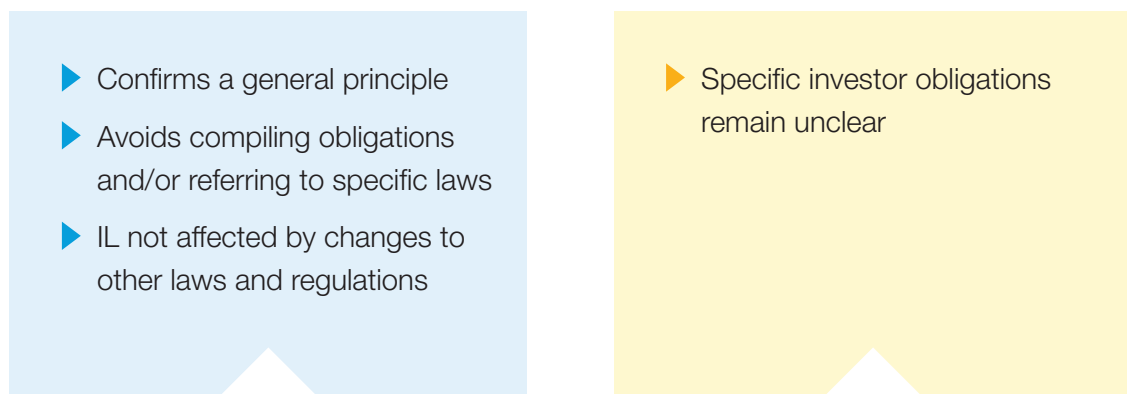 Confirms a general principle
Avoids compiling obligations
and/or referring to specific laws
IL not affected by changes to
other laws and regulations
Specific investor obligations
remain unclear